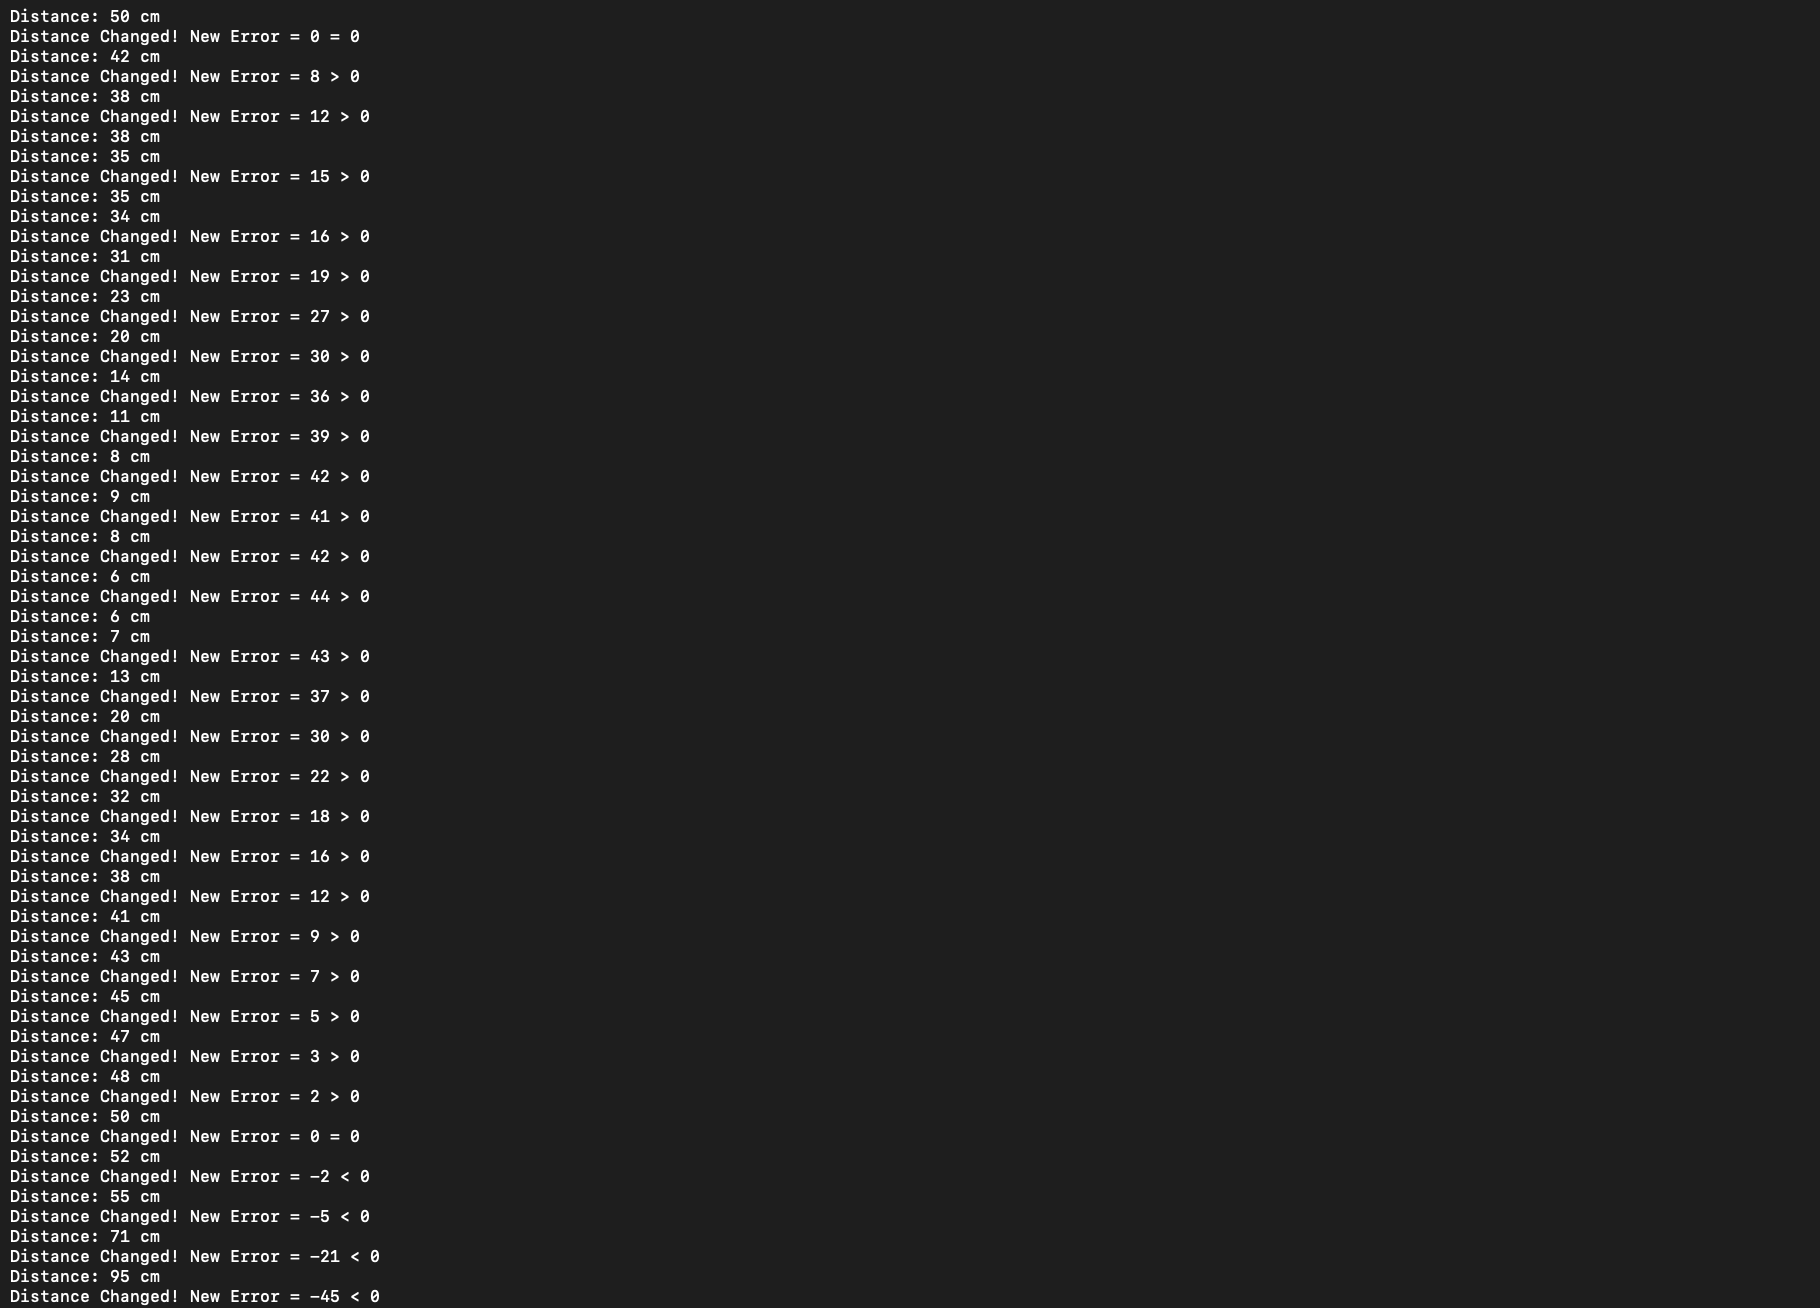 Distance: 50 cm
Distance Changed! New Error = 0 = 0
Distance: 42 cm
Distance Changed! New Error = 8 > 0
Distance: 38 cm
Distance Changed! New Error = 12 > 0
Distance: 38 cm
Distance: 35 cm
Distance Changed! New Error = 15 > 0
Distance: 35 cm
Distance: 34 cm
Distance Changed! New Error = 16 > 0
Distance: 31 cm
Distance Changed! New Error = 19 > 0
Distance: 23 cm
Distance Changed! New Error = 27 > 0
Distance: 20 cm
Distance Changed! New Error = 30 > 0
Distance: 14 cm
Distance Changed! New Error = 36 > 0
Distance: 11 cm
Distance Changed! New Error = 39 > 0
Distance: 8 cm
Distance Changed! New Error = 42 > 0
Distance: 9 cm
Distance Changed! New Error = 41 > 0
Distance: 8 cm
Distance Changed! New Error = 42 > 0
Distance: 6 cm
Distance Changed! New Error = 44 > 0
Distance: 6 cm
Distance: 7 cm
Distance Changed! New Error = 43 > 0
Distance: 13 cm
Distance Changed! New Error = 37 > 0
Distance: 20 cm
Distance Changed! New Error = 30 > 0
Distance: 28 cm
Distance Changed! New Error = 22 > 0
Distance: 32 cm
Distance Changed! New Error = 18 > 0
Distance: 34 cm
Distance Changed! New Error = 16 > 0
Distance: 38 cm
Distance Changed! New Error = 12 > 0
Distance: 41 cm
Distance Changed! New Error = 9 > 0
Distance: 43 cm
Distance Changed! New Error = 7 > 0
Distance: 45 cm
Distance Changed! New Error = 5 > 0
Distance: 47 cm
Distance Changed! New Error = 3 > 0
Distance: 48 cm
Distance Changed! New Error = 2 > 0
Distance: 50 cm
Distance Changed! New Error = 0 = 0
Distance: 52 cm
Distance Changed! New Error = -2 < 0
Distance: 55 cm
Distance Changed! New Error = -5 < 0
Distance: 71 cm
Distance Changed! New Error = -21 < 0
Distance: 95 cm
Distance Changed! New Error = -45 < 0